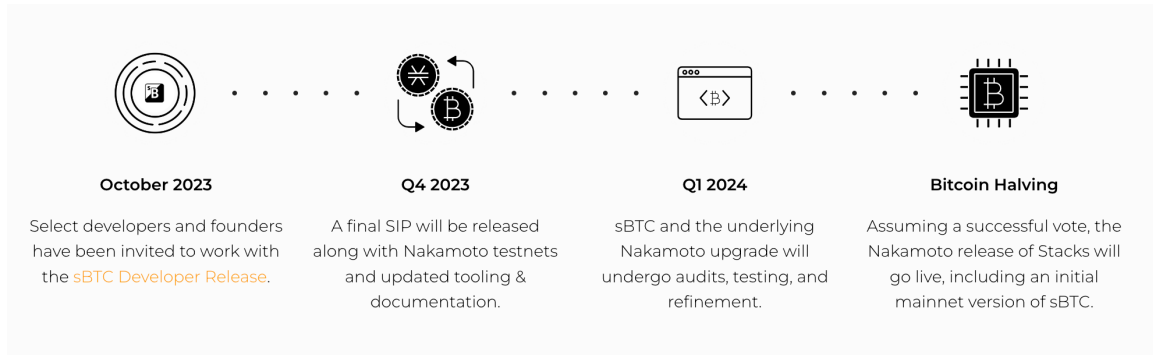 October 2023
Select developers and founders
have been invited to work with
the sBTC Developer Release.
Q4 2023
A final SIP will be released
along with Nakamoto testnets
and updated tooling &
documentation.
Q1 2024
sBTC and the underlying
Nakamoto upgrade will
undergo audits, testing, and
refinement.
Bitcoin Halving
Assuming a successful vote, the
Nakamoto release of Stacks will
go live, including an initial
mainnet version of sBTC.